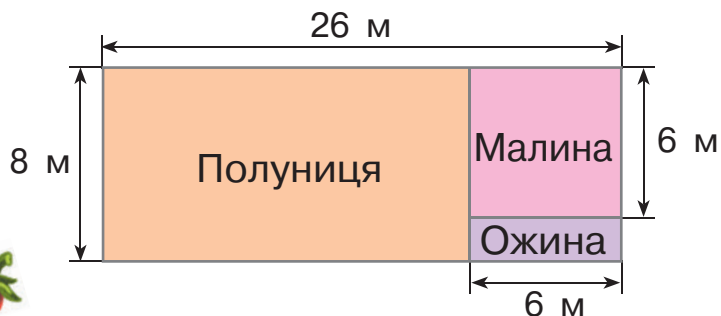 26 м
8 м
Полуниця
Малина
6 м
Ожина
6 м